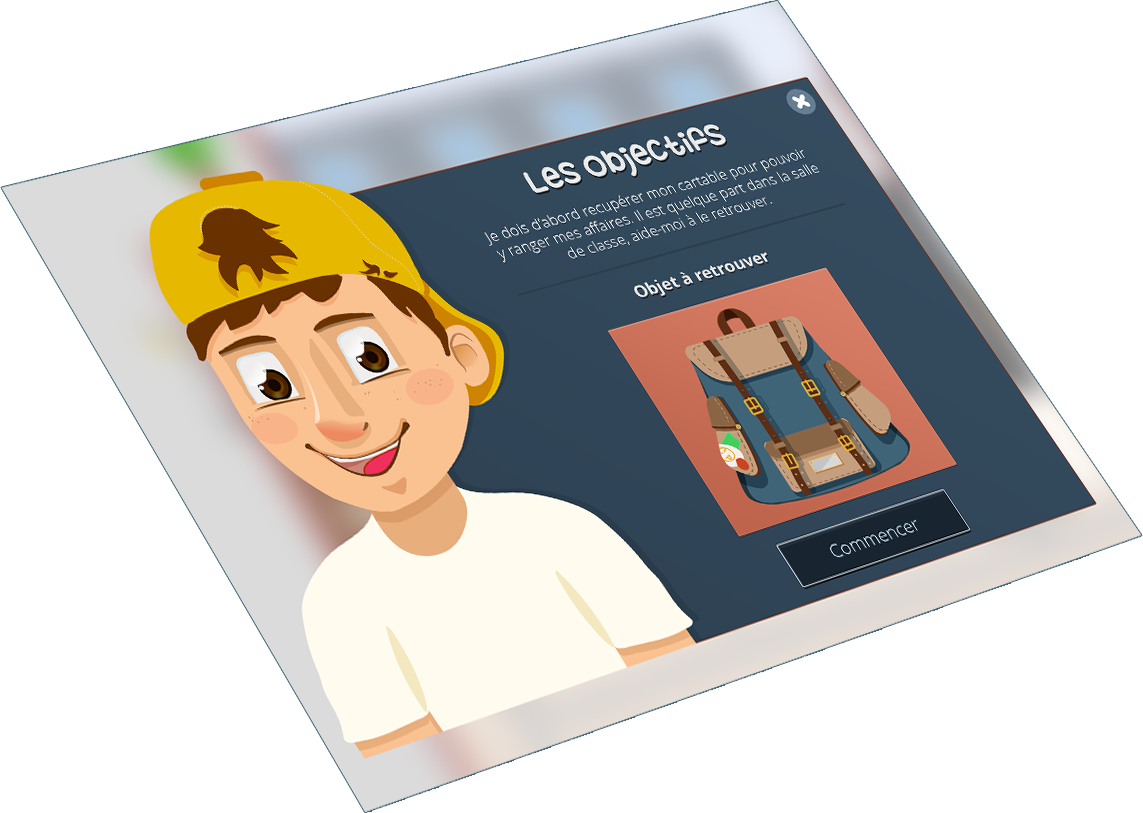 Les objectifs
Je dois d'abord recupérer mon cartable pour pouvoir
y ranger mes affaires. Il est quelque part dans la salle
de classe, aide-moi à le retrouver.
Objet à retrouver
Commencer